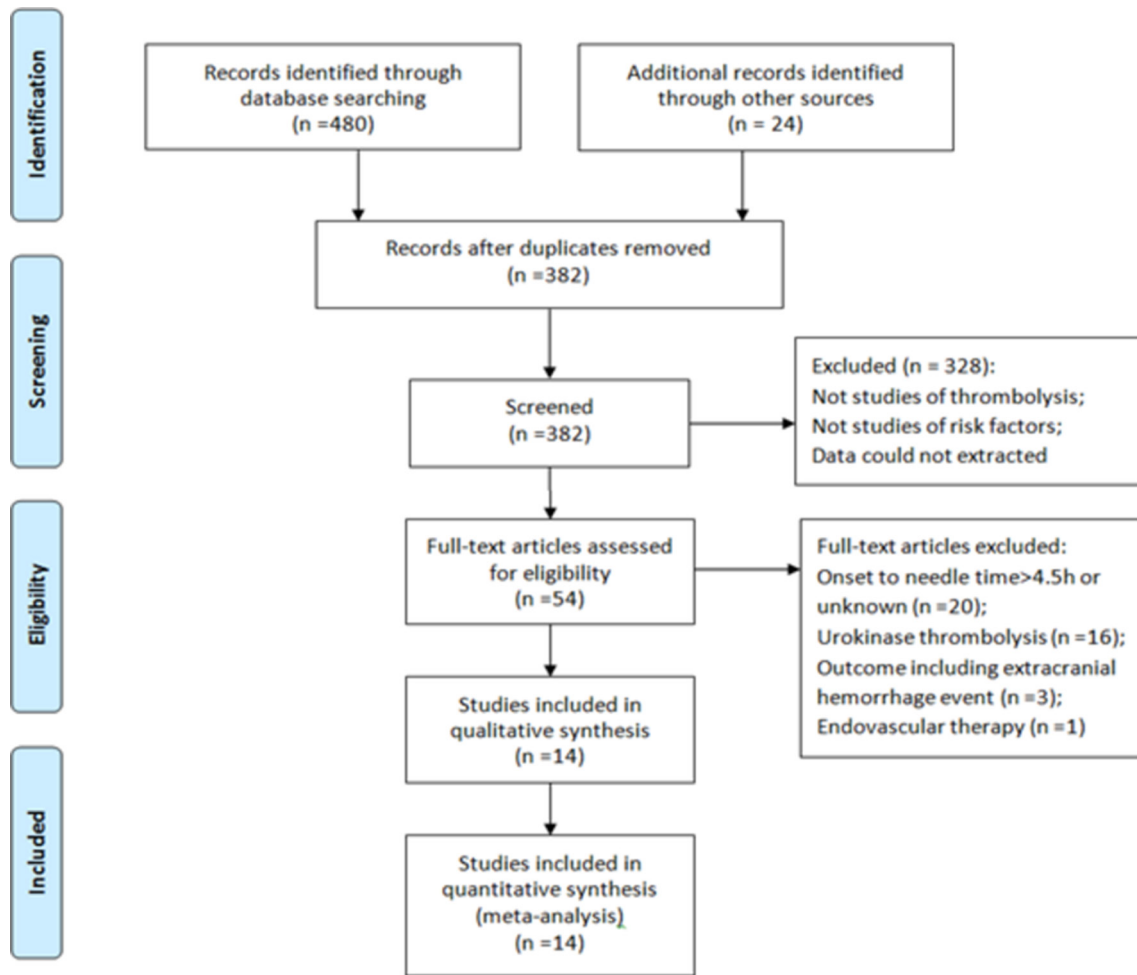 Identification
Records identified through
database searching
(n =480)
Additional records identified
through other sources
(n = 24)
Records after duplicates removed
(n =382)
Screening
Screened
(n =382)
Excluded (n = 328):
Not studies of thrombolysis;
Not studies of risk factors;
Data could not extracted
Eligibility
Full-text articles assessed
for eligibility
(n =54)
Full-text articles excluded:
Onset to needle time>4.5h or
unknown (n =20);
Urokinase thrombolysis (n =16);
Outcome including extracranial
hemorrhage event (n =3);
Endovascular therapy (n =1)
Studies included in
qualitative synthesis
(n =14)
Included
Studies included in
quantitative synthesis
(meta-analysis)
(n =14)